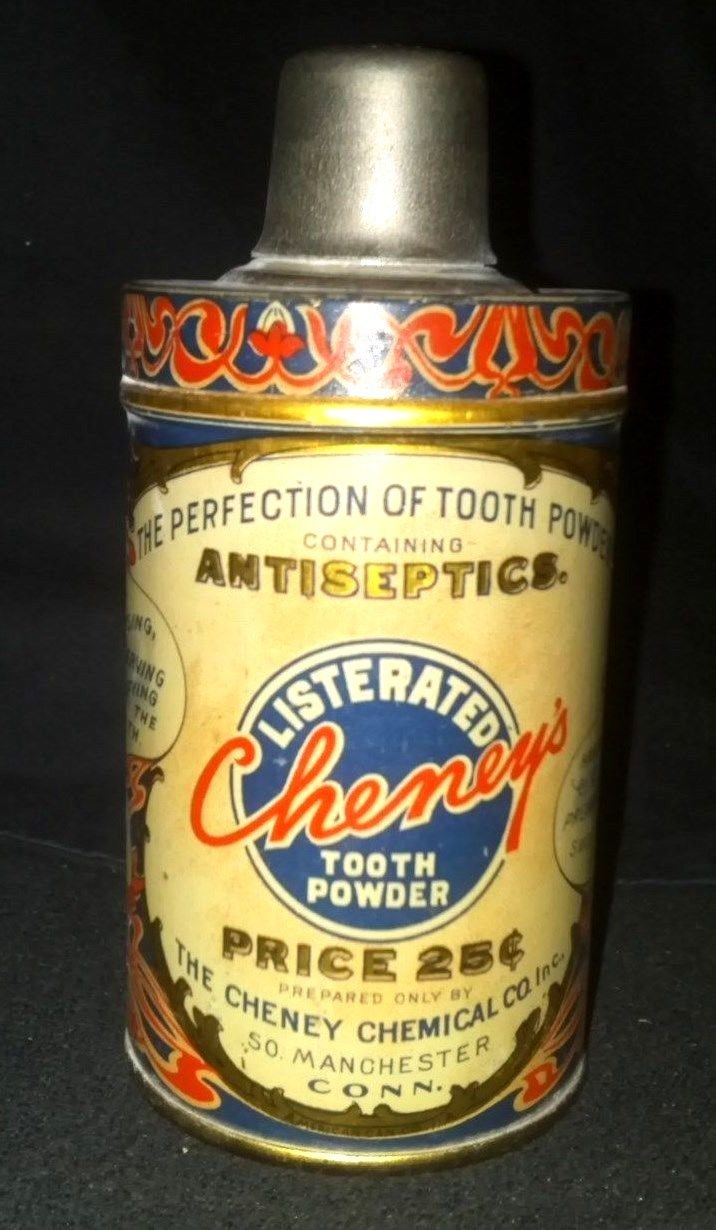 THE PERFECTION OF TOOTH POWDER
CONTAINING
ANTISEPTICS.
LISTERATED
Cheney's
TOOTH
POWDER
PRICE 25¢
PREPARED ONLY BY
THE CHENEY CHEMICAL CO. Inc.
SO. MANCHESTER
CONN.
THE